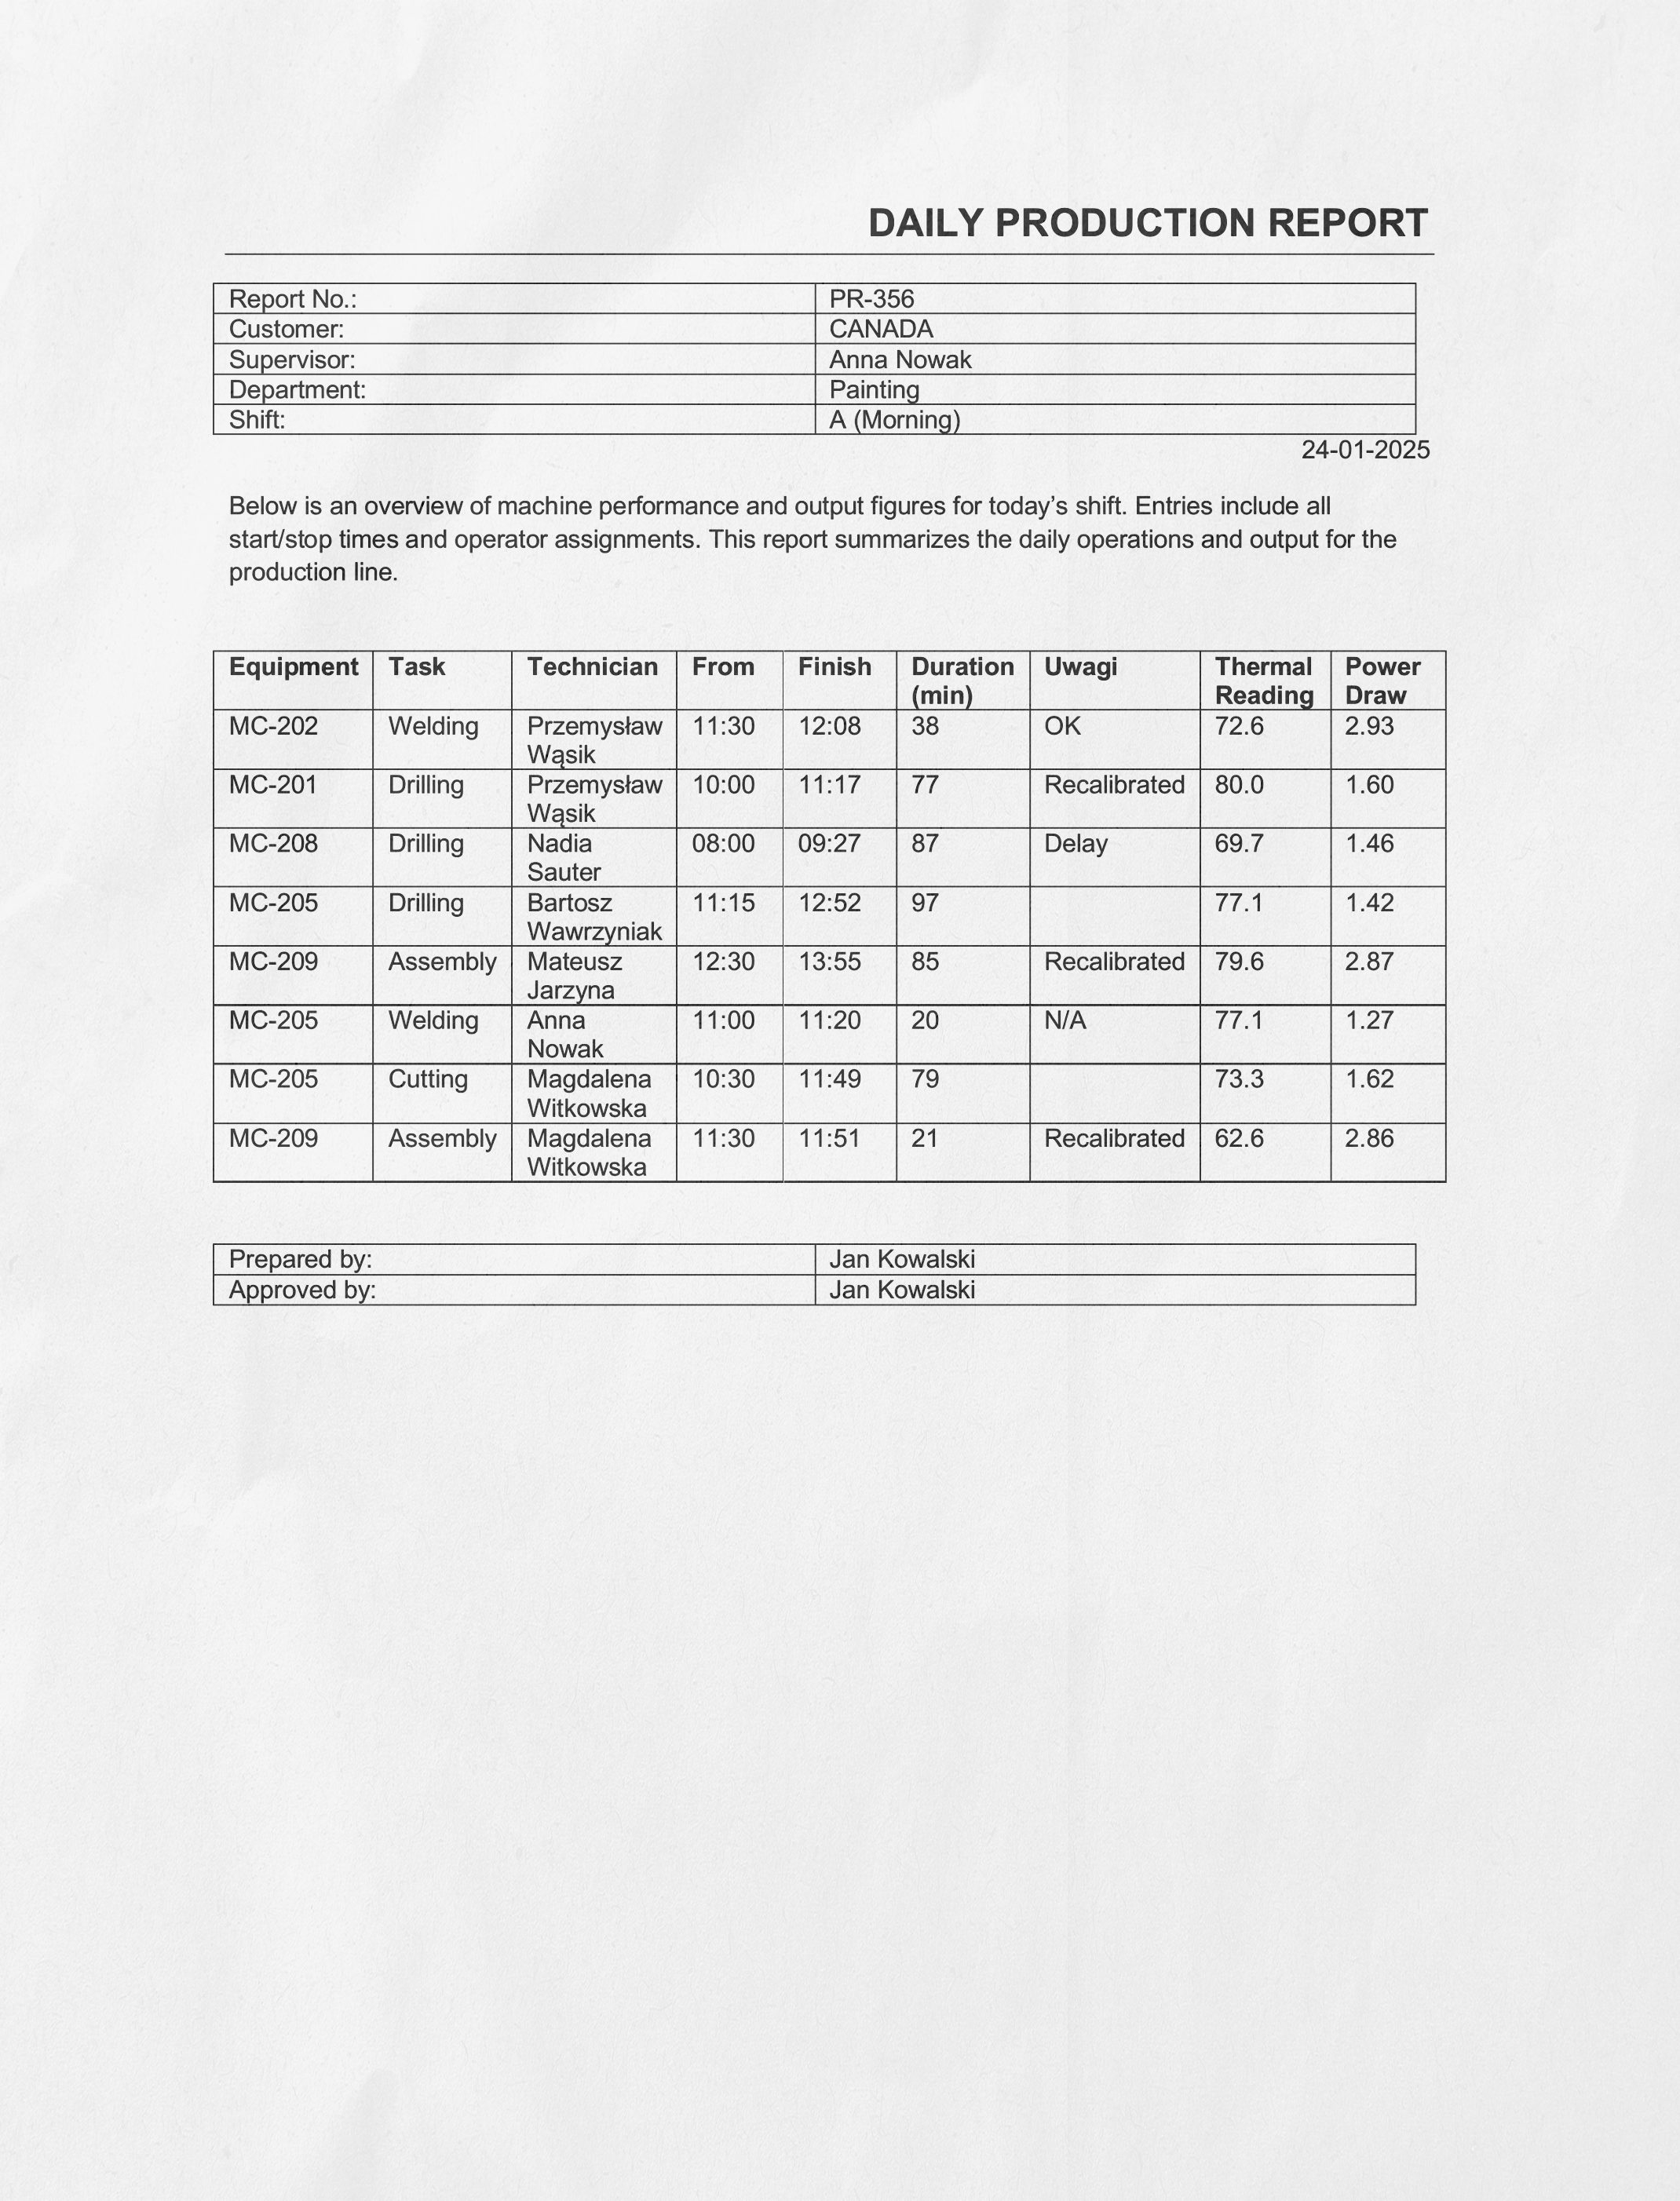 DAILY PRODUCTION REPORT
Report No.: PR-356
Customer: CANADA
Supervisor: Anna Nowak
Department: Painting
Shift: A (Morning)
24-01-2025
Below is an overview of machine performance and output figures for today's shift. Entries include all
start/stop times and operator assignments. This report summarizes the daily operations and output for the
production line.
Equipment Task Technician From Finish Duration (min) Uwagi Thermal Reading Power Draw
MC-202 Welding Przemysław Wąsik 11:30 12:08 38 OK 72.6 2.93
MC-201 Drilling Przemysław Wąsik 10:00 11:17 77 Recalibrated 80.0 1.60
MC-208 Drilling Nadia Sauter 08:00 09:27 87 Delay 69.7 1.46
MC-205 Drilling Bartosz Wawrzyniak 11:15 12:52 97 77.1 1.42
MC-209 Assembly Mateusz Jarzyna 12:30 13:55 85 Recalibrated 79.6 2.87
MC-205 Welding Anna Nowak 11:00 11:20 20 N/A 77.1 1.27
MC-205 Cutting Magdalena Witkowska 10:30 11:49 79 73.3 1.62
MC-209 Assembly Magdalena Witkowska 11:30 11:51 21 Recalibrated 62.6 2.86
Prepared by: Jan Kowalski
Approved by: Jan Kowalski